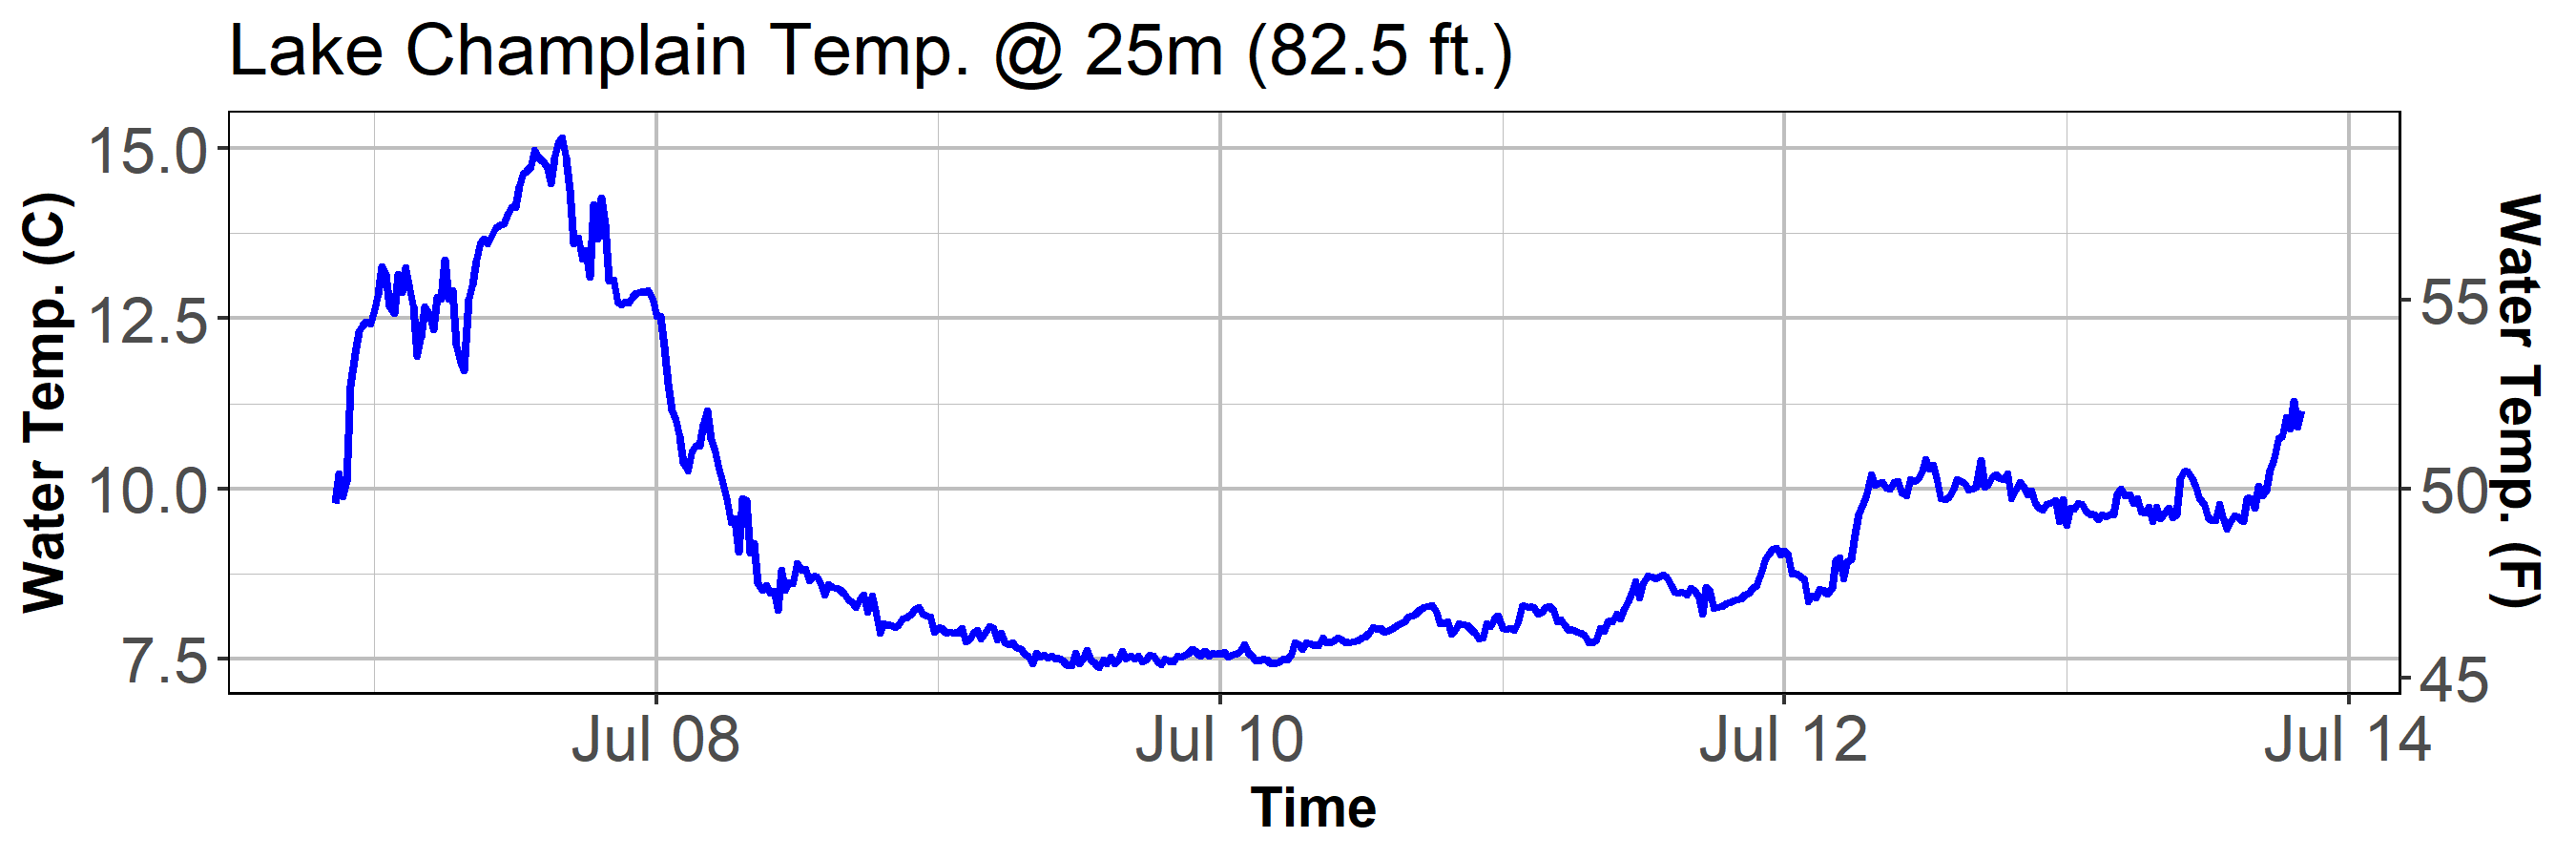 Lake Champlain Temp. @ 25m (82.5 ft.)
Water Temp. (C)
15.0
12.5
10.0
7.5
55
50
45
Water Temp. (F)
Jul 08
Jul 10
Jul 12
Jul 14
Time